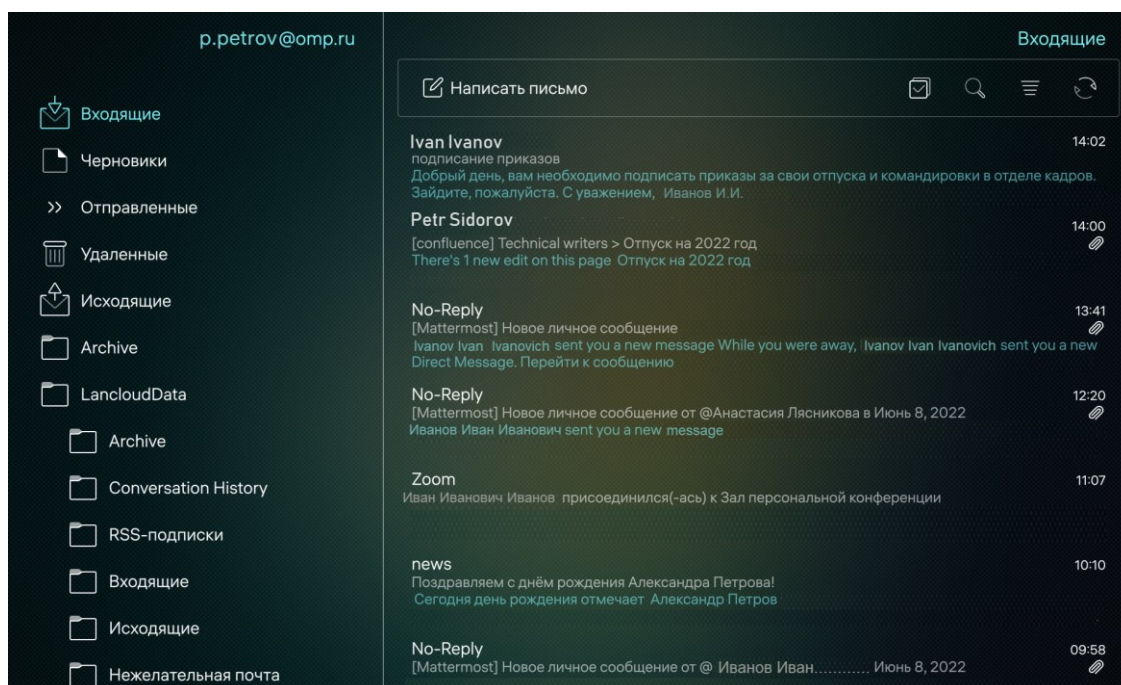 p.petrov@omp.ru
Входящие
Черновики
Отправленные
Удаленные
Исходящие
Archive
LancloudData
Archive
Conversation History
RSS-подписки
Входящие
Исходящие
Нежелательная почта
Входящие
Написать письмо
Ivan Ivanov 14:02
подписание приказов
Добрый день, вам необходимо подписать приказы за свои отпуска и командировки в отделе кадров.
Зайдите, пожалуйста. С уважением, Иванов И.И.
Petr Sidorov 14:00
[confluence] Technical writers > Отпуск на 2022 год
There's 1 new edit on this page Отпуск на 2022 год
No-Reply 13:41
[Mattermost] Новое личное сообщение
Ivanov Ivan Ivanovich sent you a new message While you were away, Ivanov Ivan Ivanovich sent you a new
Direct Message. Перейти к сообщению
No-Reply 12:20
[Mattermost] Новое личное сообщение от @Анастасия Лясникова в Июнь 8, 2022
Иванов Иван Иванович sent you a new message
Zoom 11:07
Иван Иванович Иванов присоединился(-ась) к Зал персональной конференции
news 10:10
Поздравляем с днём рождения Александра Петрова!
Сегодня день рождения отмечает Александр Петров
No-Reply 09:58
[Mattermost] Новое личное сообщение от @ Иванов Иван............ Июнь 8, 2022